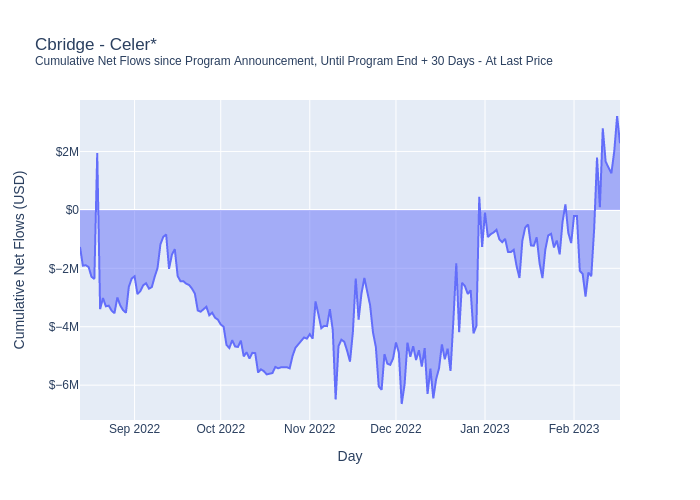 Cbridge - Celer*
Cumulative Net Flows since Program Announcement, Until Program End + 30 Days - At Last Price
Cumulative Net Flows (USD)
$2M
$0
$−2M
$−4M
$−6M
Sep 2022 Oct 2022 Nov 2022 Dec 2022 Jan 2023 Feb 2023
Day